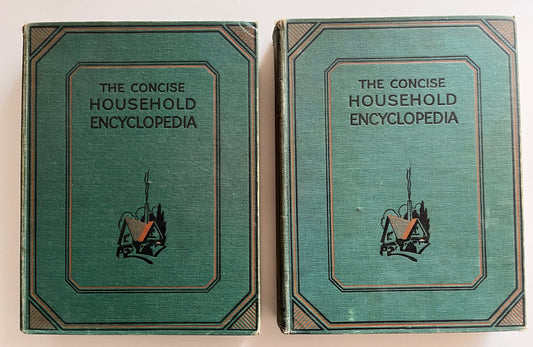 THE CONCISE
HOUSEHOLD
ENCYCLOPEDIA
THE CONCISE
HOUSEHOLD
ENCYCLOPEDIA